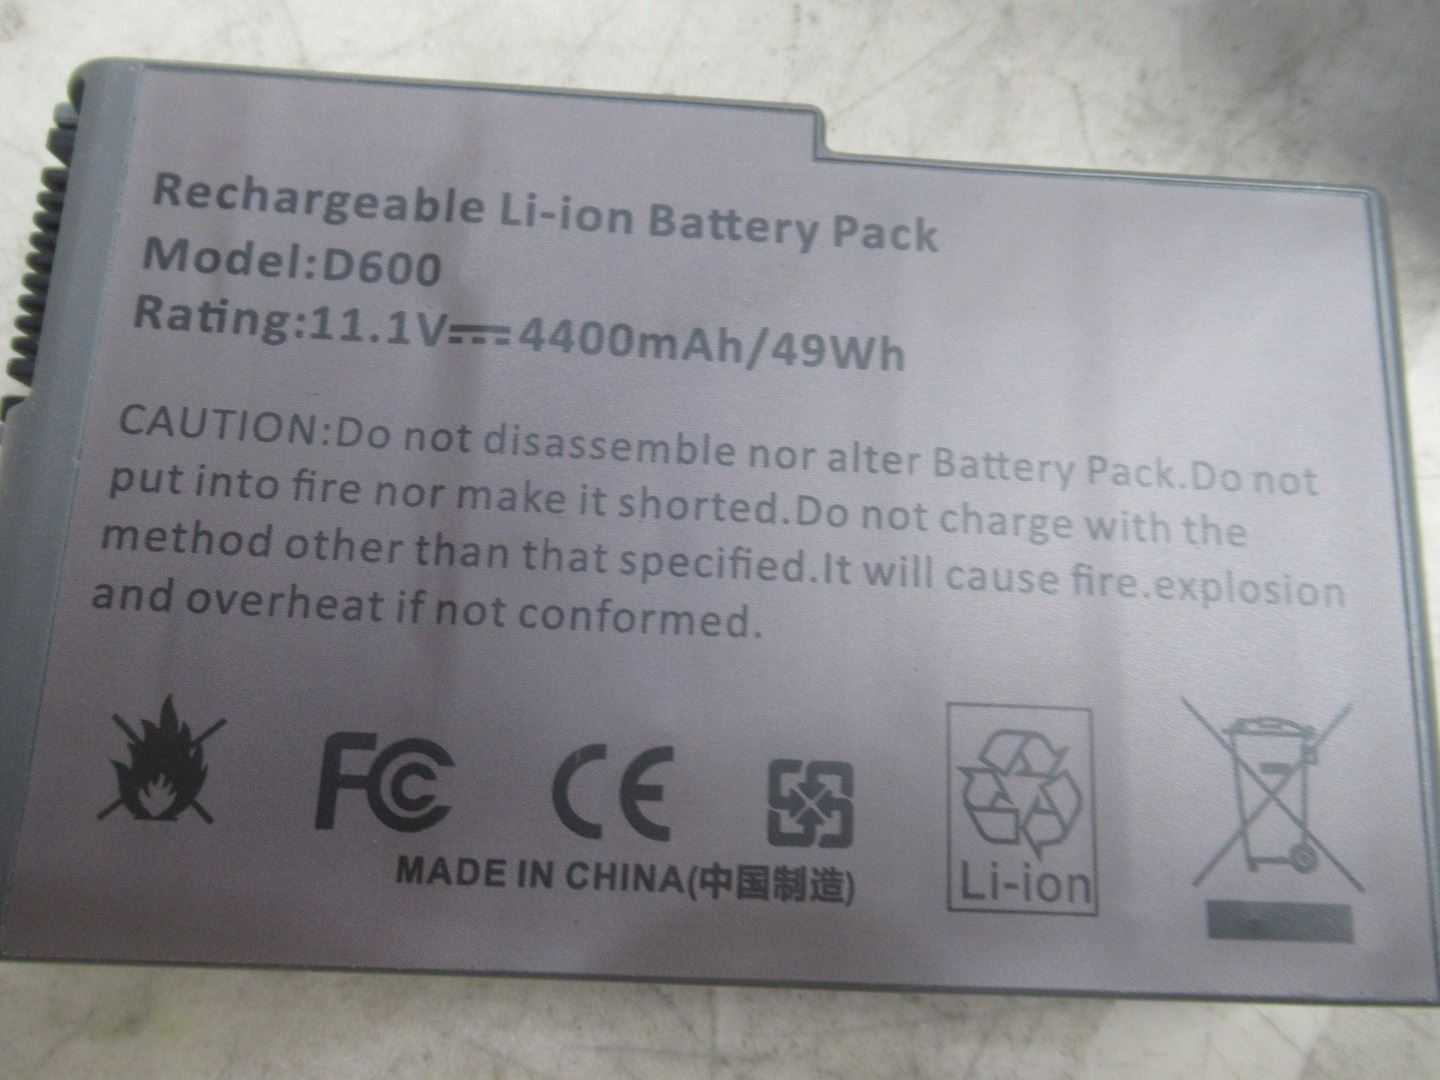 Rechargeable Li-ion Battery Pack
Model:D600
Rating:11.1V⎓4400mAh/49Wh
CAUTION:Do not disassemble nor alter Battery Pack.Do not
put into fire nor make it shorted.Do not charge with the
method other than that specified.It will cause fire.explosion
and overheat if not conformed.
FC CE
MADE IN CHINA(中国制造)
Li-ion